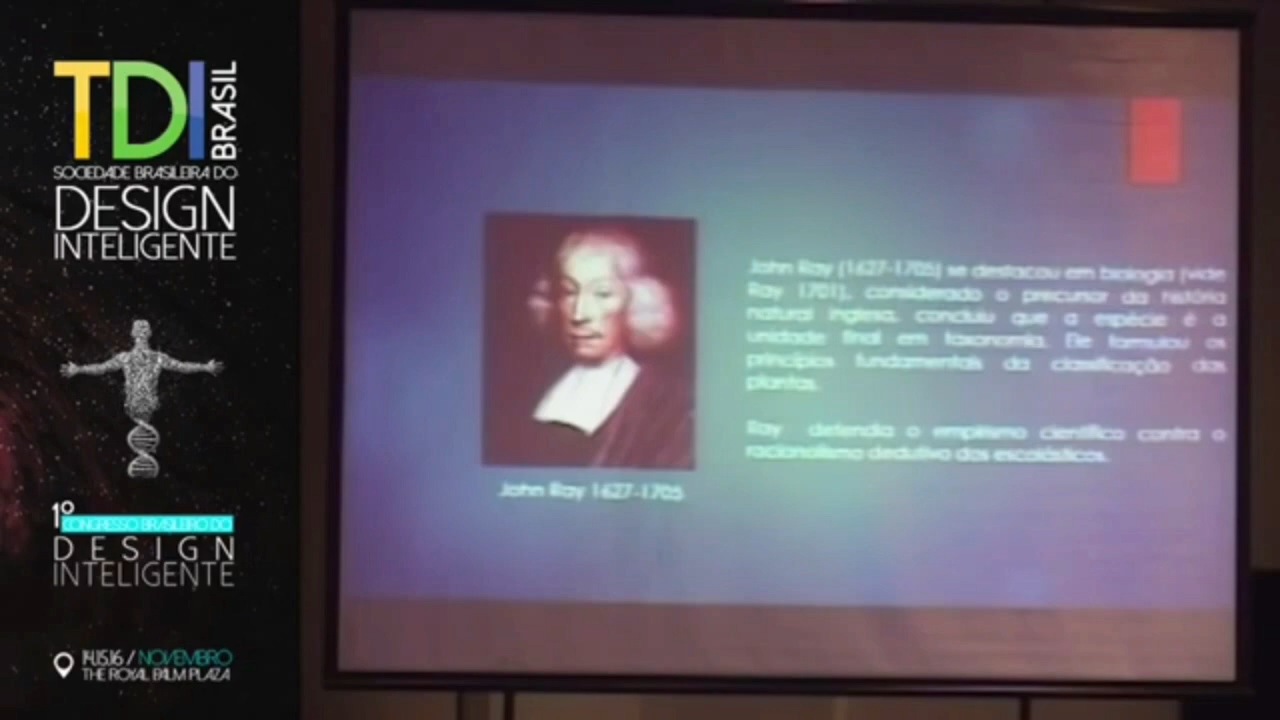 TDI BRASIL
SOCIEDADE BRASILEIRA DO
DESIGN
INTELIGENTE
1º CONGRESSO BRASILEIRO DO
DESIGN
INTELIGENTE
14.15.16 / NOVEMBRO
THE ROYAL PALM PLAZA
John Ray 1627-1705
John Ray (1627-1705) se destacou em biologia (vide
Ray 1701), considerado o precursor da história
natural inglesa, concluiu que a espécie é a
unidade final em taxonomia. Ele formulou os
princípios fundamentais da classificação das
plantas.
Ray defendia o empirismo científico contra o
racionalismo dedutivo dos escolásticos.